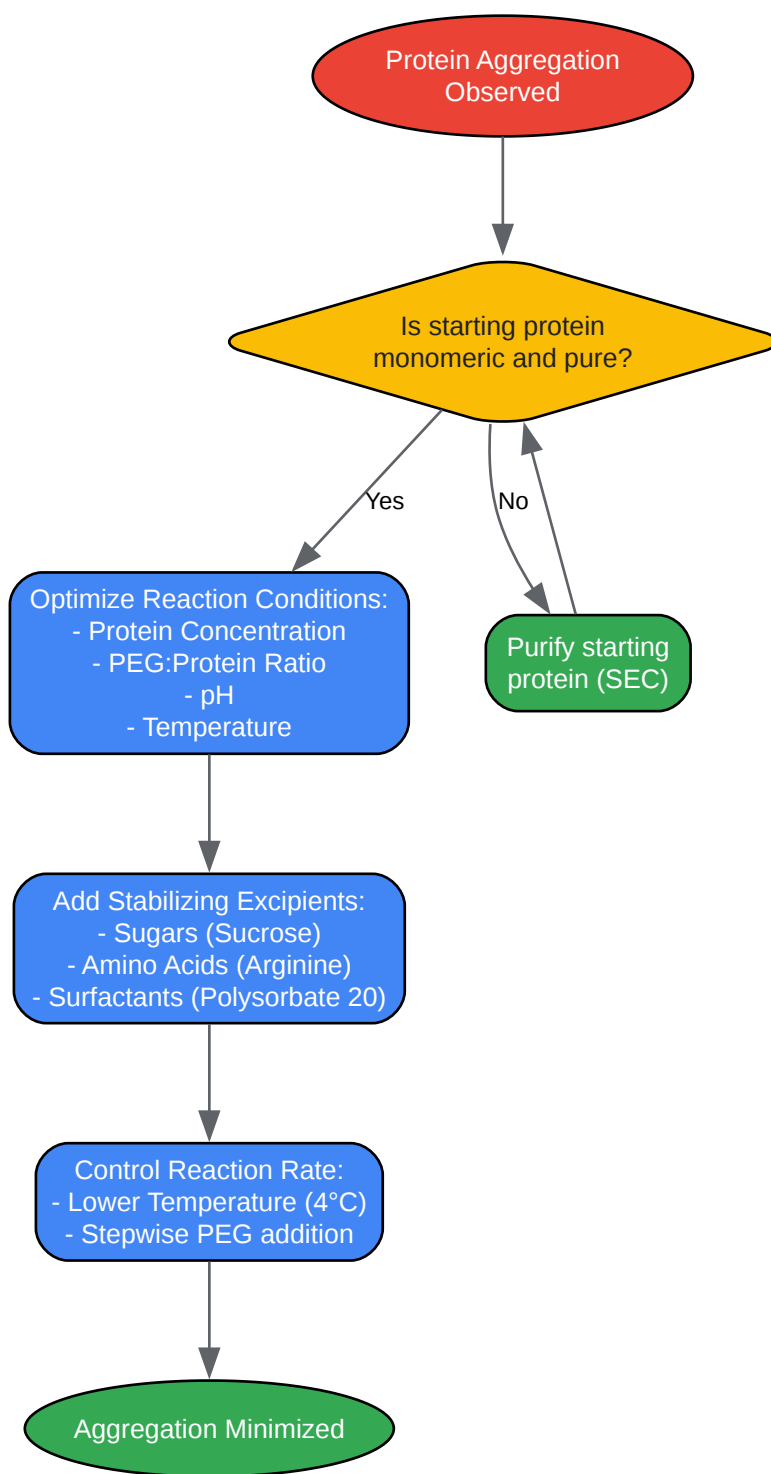 Protein Aggregation
Observed
Is starting protein
monomeric and pure?
Yes
No
Optimize Reaction Conditions:
- Protein Concentration
- PEG:Protein Ratio
- pH
- Temperature
Purify starting
protein (SEC)
Add Stabilizing Excipients:
- Sugars (Sucrose)
- Amino Acids (Arginine)
- Surfactants (Polysorbate 20)
Control Reaction Rate:
- Lower Temperature (4°C)
- Stepwise PEG addition
Aggregation Minimized